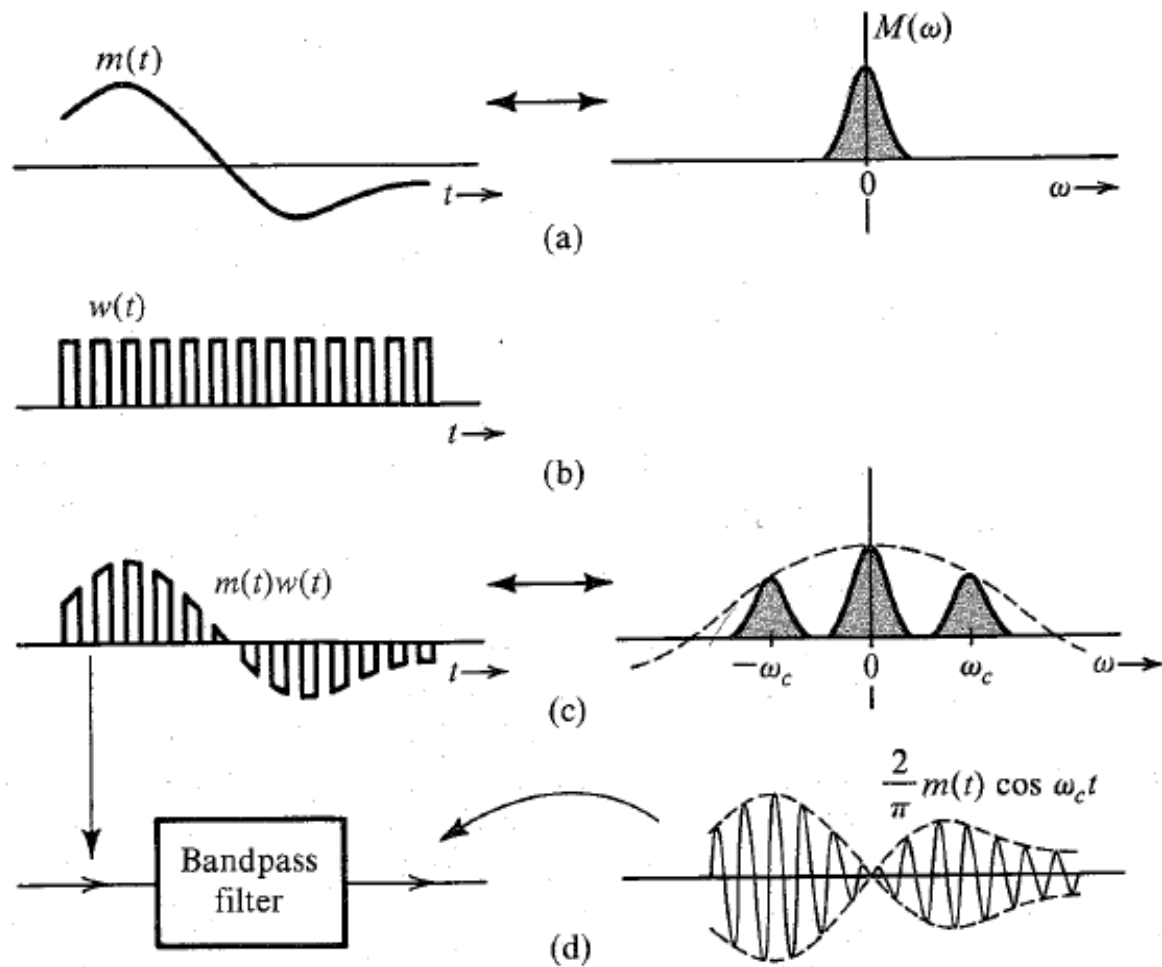 m(t)
M(ω)
t→
0
ω→
(a)
w(t)
t→
(b)
m(t)w(t)
t→
−ω_c
0
ω_c
ω→
(c)
2/π m(t) cos ω_c t
Bandpass
filter
(d)